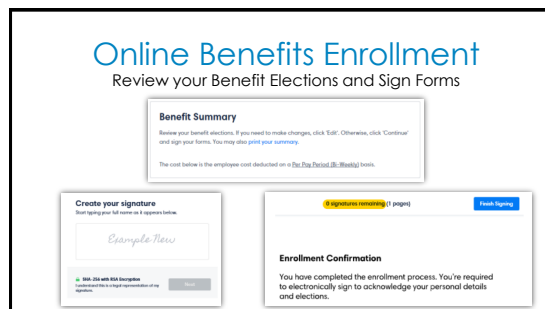 Online Benefits Enrollment
Review your Benefit Elections and Sign Forms
Benefit Summary
Review your benefit elections. If you need to make changes, click 'Edit'. Otherwise, click 'Continue'
and sign your forms. You may also print your summary.
The cost below is the employee cost deducted on a Per Pay Period (Bi-Weekly) basis.
Create your signature
Start typing your full name as it appears below.
Example New
SHA-256 with RSA Encryption
I understand this is a legal representation of my
signature.
0 signatures remaining (1 pages)
Finish Signing
Enrollment Confirmation
You have completed the enrollment process. You're required
to electronically sign to acknowledge your personal details
and elections.